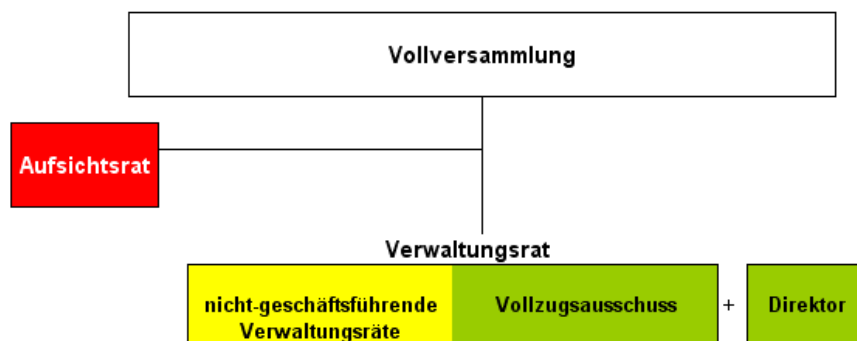 Vollversammlung
Aufsichtsrat
Verwaltungsrat
nicht-geschäftsführende
Verwaltungsräte
Vollzugsausschuss
+
Direktor